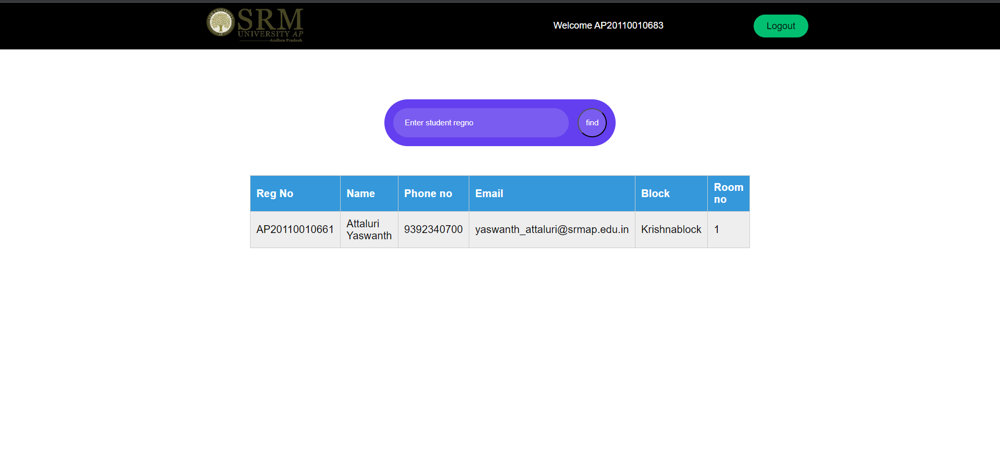 SRM
UNIVERSITY AP
Andhra Pradesh
Welcome AP20110010683
Logout
Enter student regno
find
Reg No Name Phone no Email Block Room no
AP20110010661 Attaluri Yaswanth 9392340700 yaswanth_attaluri@srmap.edu.in Krishnablock 1